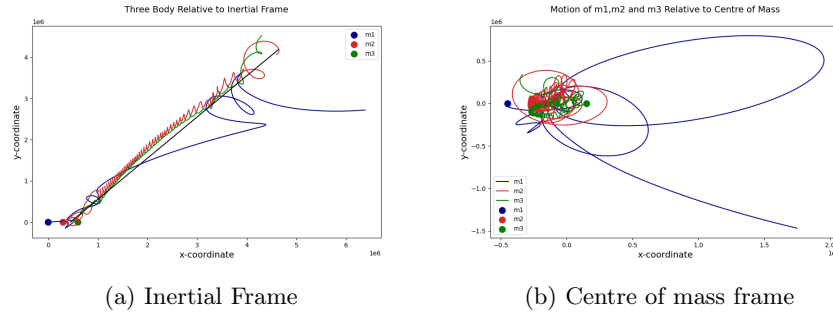 Three Body Relative to Inertial Frame
1e6
m1
m2
m3
y-coordinate
4
3
2
1
0
0
1
2
3
4
5
6
1e6
x-coordinate
(a) Inertial Frame
Motion of m1,m2 and m3 Relative to Centre of Mass
1e6
y-coordinate
0.5
0.0
−0.5
−1.0
−1.5
m1
m2
m3
m1
m2
m3
−0.5
0.0
0.5
1.0
1.5
2.0
x-coordinate
(b) Centre of mass frame